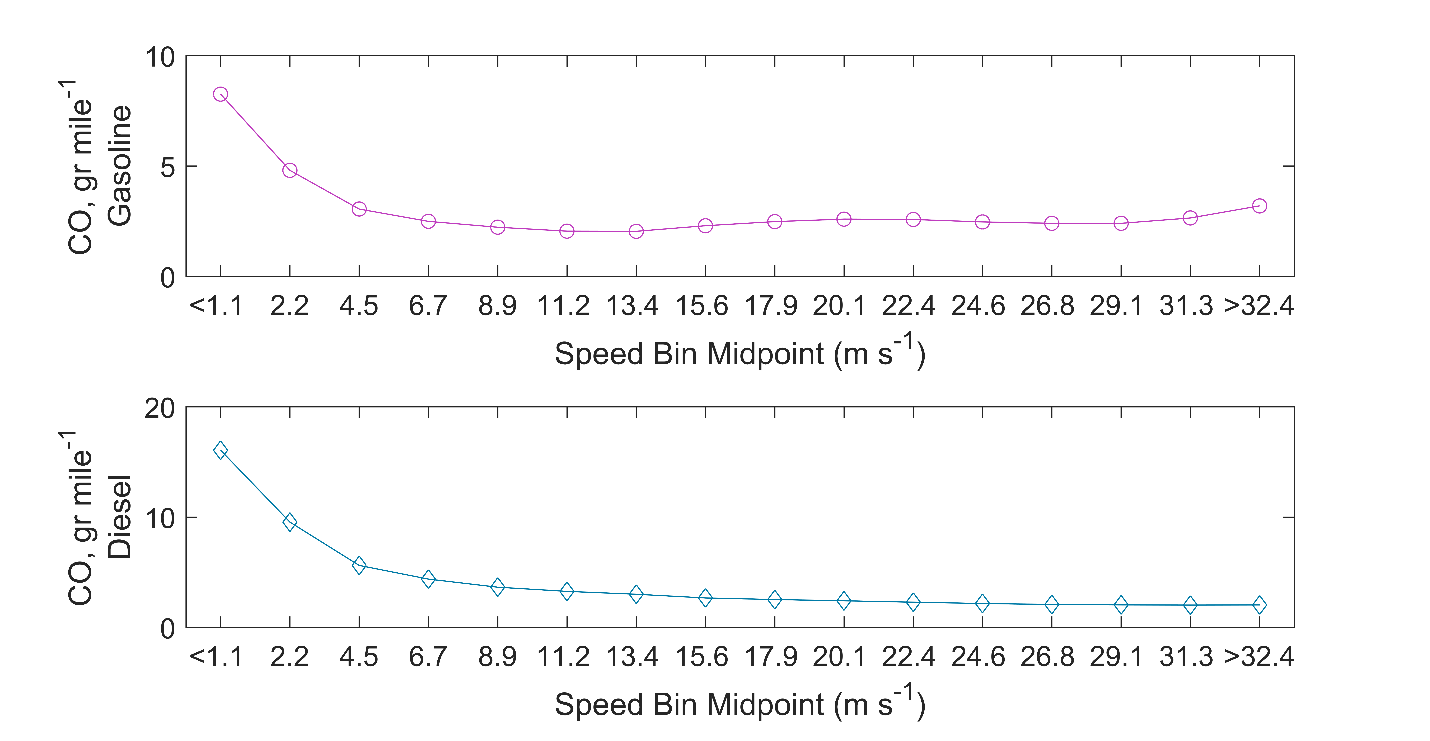 10
5
0
CO, gr mile⁻¹
Gasoline
<1.1 2.2 4.5 6.7 8.9 11.2 13.4 15.6 17.9 20.1 22.4 24.6 26.8 29.1 31.3 >32.4
Speed Bin Midpoint (m s⁻¹)
20
10
0
CO, gr mile⁻¹
Diesel
<1.1 2.2 4.5 6.7 8.9 11.2 13.4 15.6 17.9 20.1 22.4 24.6 26.8 29.1 31.3 >32.4
Speed Bin Midpoint (m s⁻¹)